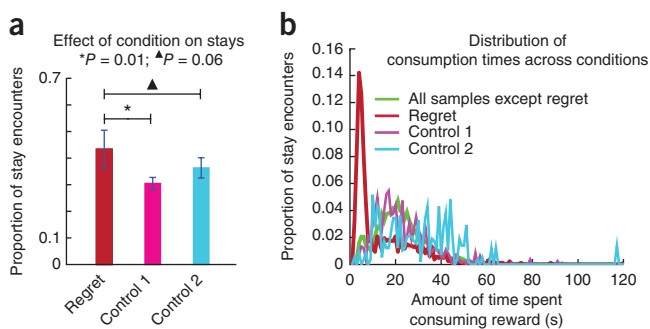 a
Effect of condition on stays
*P = 0.01; ▲P = 0.06
Proportion of stay encounters
0.7
0
▲
*
Regret
Control 1
Control 2
b
Distribution of
consumption times across conditions
Proportion of stay encounters
0.16
0.14
0.12
0.10
0.08
0.06
0.04
0.02
0
All samples except regret
Regret
Control 1
Control 2
0 20 40 60 80 100 120
Amount of time spent
consuming reward (s)